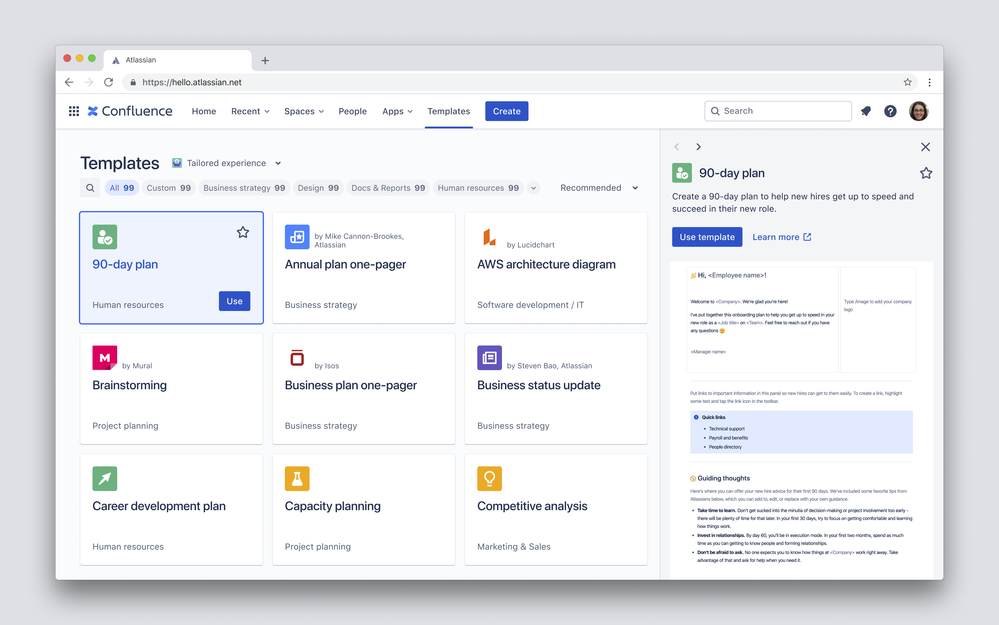 Atlassian
https://hello.atlassian.net
Confluence
Home
Recent
Spaces
People
Apps
Templates
Create
Search
Templates
Tailored experience
All 99
Custom 99
Business strategy 99
Design 99
Docs & Reports 99
Human resources 99
Recommended
90-day plan
Human resources
Use
by Mike Cannon-Brookes,
Atlassian
Annual plan one-pager
Business strategy
by Lucidchart
AWS architecture diagram
Software development / IT
M
by Mural
Brainstorming
Project planning
by Isos
Business plan one-pager
Business strategy
by Steven Bao, Atlassian
Business status update
Business strategy
Career development plan
Human resources
Capacity planning
Project planning
Competitive analysis
Marketing & Sales
90-day plan
Create a 90-day plan to help new hires get up to speed and
succeed in their new role.
Use template
Learn more
Hi, <Employee name>!
Welcome to <Company>. We're glad you're here!
I've put together this onboarding plan to help you get up to speed in your
new role as a <Job title> on <Team>. Feel free to reach out if you have
any questions
<Manager name>
Type /image to add your company
logo
Put links to important information in this panel so new hires can get to them easily. To create a link, highlight
some text and tap the link icon in the toolbar.
Quick links
• Technical support
• Payroll and benefits
• People directory
Guiding thoughts
Here's where you can offer your new hire advice for their first 90 days. We've included some favorite tips from
Atlassians below, which you can add to, edit, or replace with your own guidance.
• Take time to learn. Don't get sucked into the minutia of decision-making or project involvement too early -
there will be plenty of time for that later. In your first 30 days, try to focus on getting comfortable and learning
how things work.
• Invest in relationships. By day 60, you'll be in execution mode. In your first two months, spend as much
time as you can getting to know people and forming relationships.
• Don't be afraid to ask. No one expects you to know how things at <Company> work right away. Take
advantage of that and ask for help when you need it.